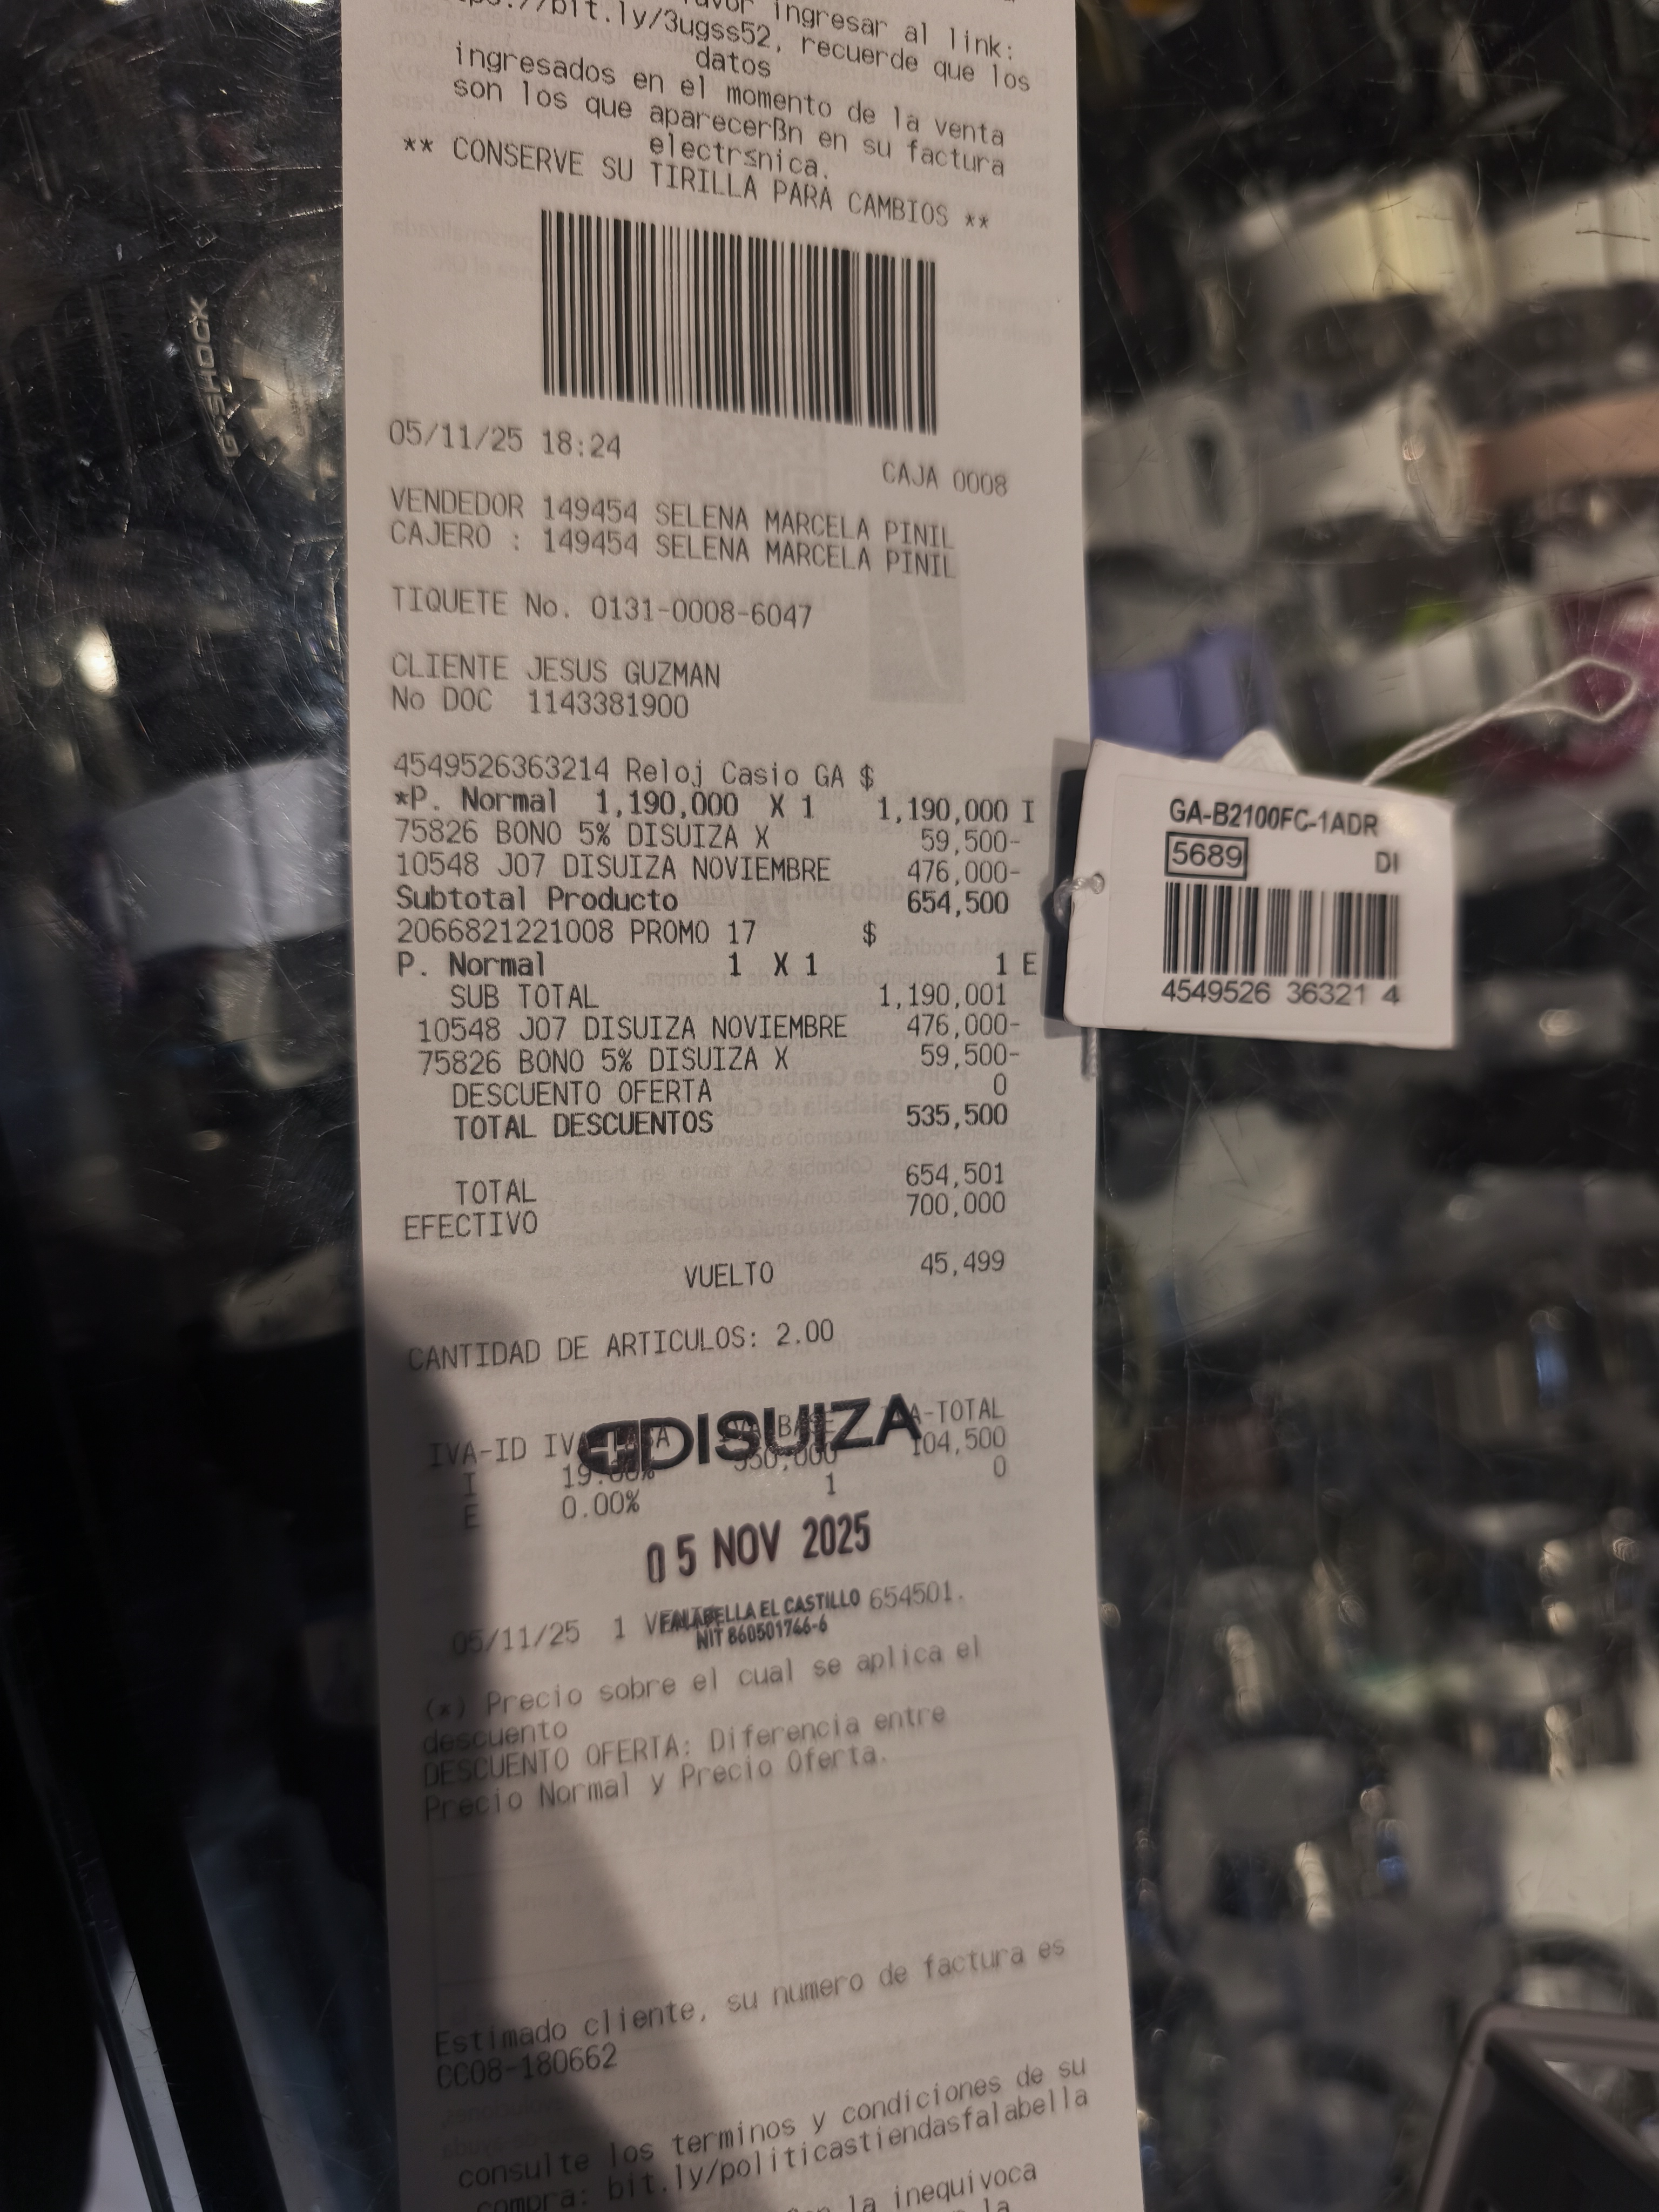 avor ingresar al link:
bit.ly/3ugss52, recuerde que los
datos
ingresados en el momento de la venta
son los que aparecerßn en su factura
electr≤nica.
** CONSERVE SU TIRILLA PARA CAMBIOS **
05/11/25 18:24
CAJA 0008
VENDEDOR 149454 SELENA MARCELA PINIL
CAJERO : 149454 SELENA MARCELA PINIL
TIQUETE No. 0131-0008-6047
CLIENTE JESUS GUZMAN
No DOC 1143381900
4549526363214 Reloj Casio GA $
*P. Normal 1,190,000 X 1 1,190,000 I
75826 BONO 5% DISUIZA X 59,500-
10548 J07 DISUIZA NOVIEMBRE 476,000-
Subtotal Producto 654,500
2066821221008 PROMO 17 $
P. Normal 1 X 1 1 E
SUB TOTAL 1,190,001
10548 J07 DISUIZA NOVIEMBRE 476,000-
75826 BONO 5% DISUIZA X 59,500-
DESCUENTO OFERTA 0
TOTAL DESCUENTOS 535,500
TOTAL 654,501
EFECTIVO 700,000
VUELTO 45,499
CANTIDAD DE ARTICULOS: 2.00
IVA-ID -TOTAL
DISUIZA
I 104,500
E 0.00% 1 0
05 NOV 2025
05/11/25 1 654501.
FALABELLA EL CASTILLO
NIT 860501746-6
(*) Precio sobre el cual se aplica el
descuento
DESCUENTO OFERTA: Diferencia entre
Precio Normal y Precio Oferta.
Estimado cliente, su numero de factura es
CC08-180662
consulte los terminos y condiciones de su
compra: bit.ly/politicastiendasfalabella
la inequivoca
la
G-SHOCK
GA-B2100FC-1ADR
5689 DI
4549526 36321 4